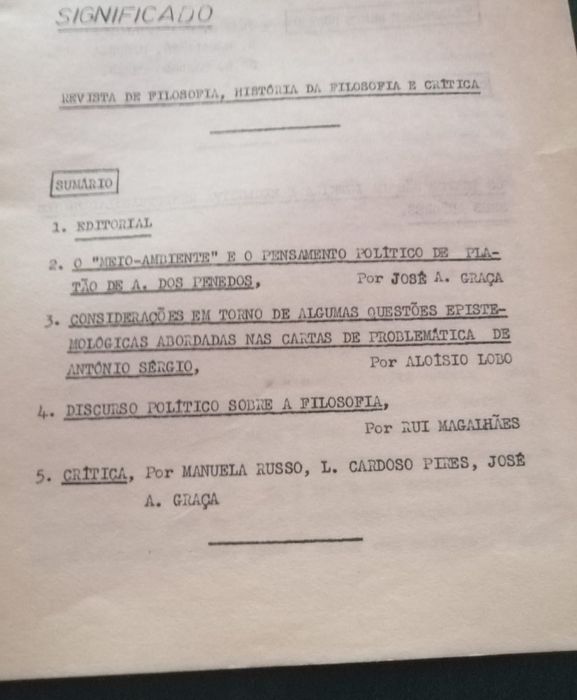 SIGNIFICADO
REVISTA DE FILOSOFIA, HISTÓRIA DA FILOSOFIA E CRÍTICA
SUMÁRIO
1. EDITORIAL
2. O "MEIO-AMBIENTE" E O PENSAMENTO POLÍTICO DE PLA-
TÃO DE A. DOS PENEDOS, Por JOSÉ A. GRAÇA
3. CONSIDERAÇÕES EM TORNO DE ALGUMAS QUESTÕES EPISTE-
MOLÓGICAS ABORDADAS NAS CARTAS DE PROBLEMÁTICA DE
ANTÓNIO SÉRGIO, Por ALOÍSIO LOBO
4. DISCURSO POLÍTICO SOBRE A FILOSOFIA,
Por RUI MAGALHÃES
5. CRÍTICA, Por MANUELA RUSSO, L. CARDOSO PIRES, JOSÉ
A. GRAÇA